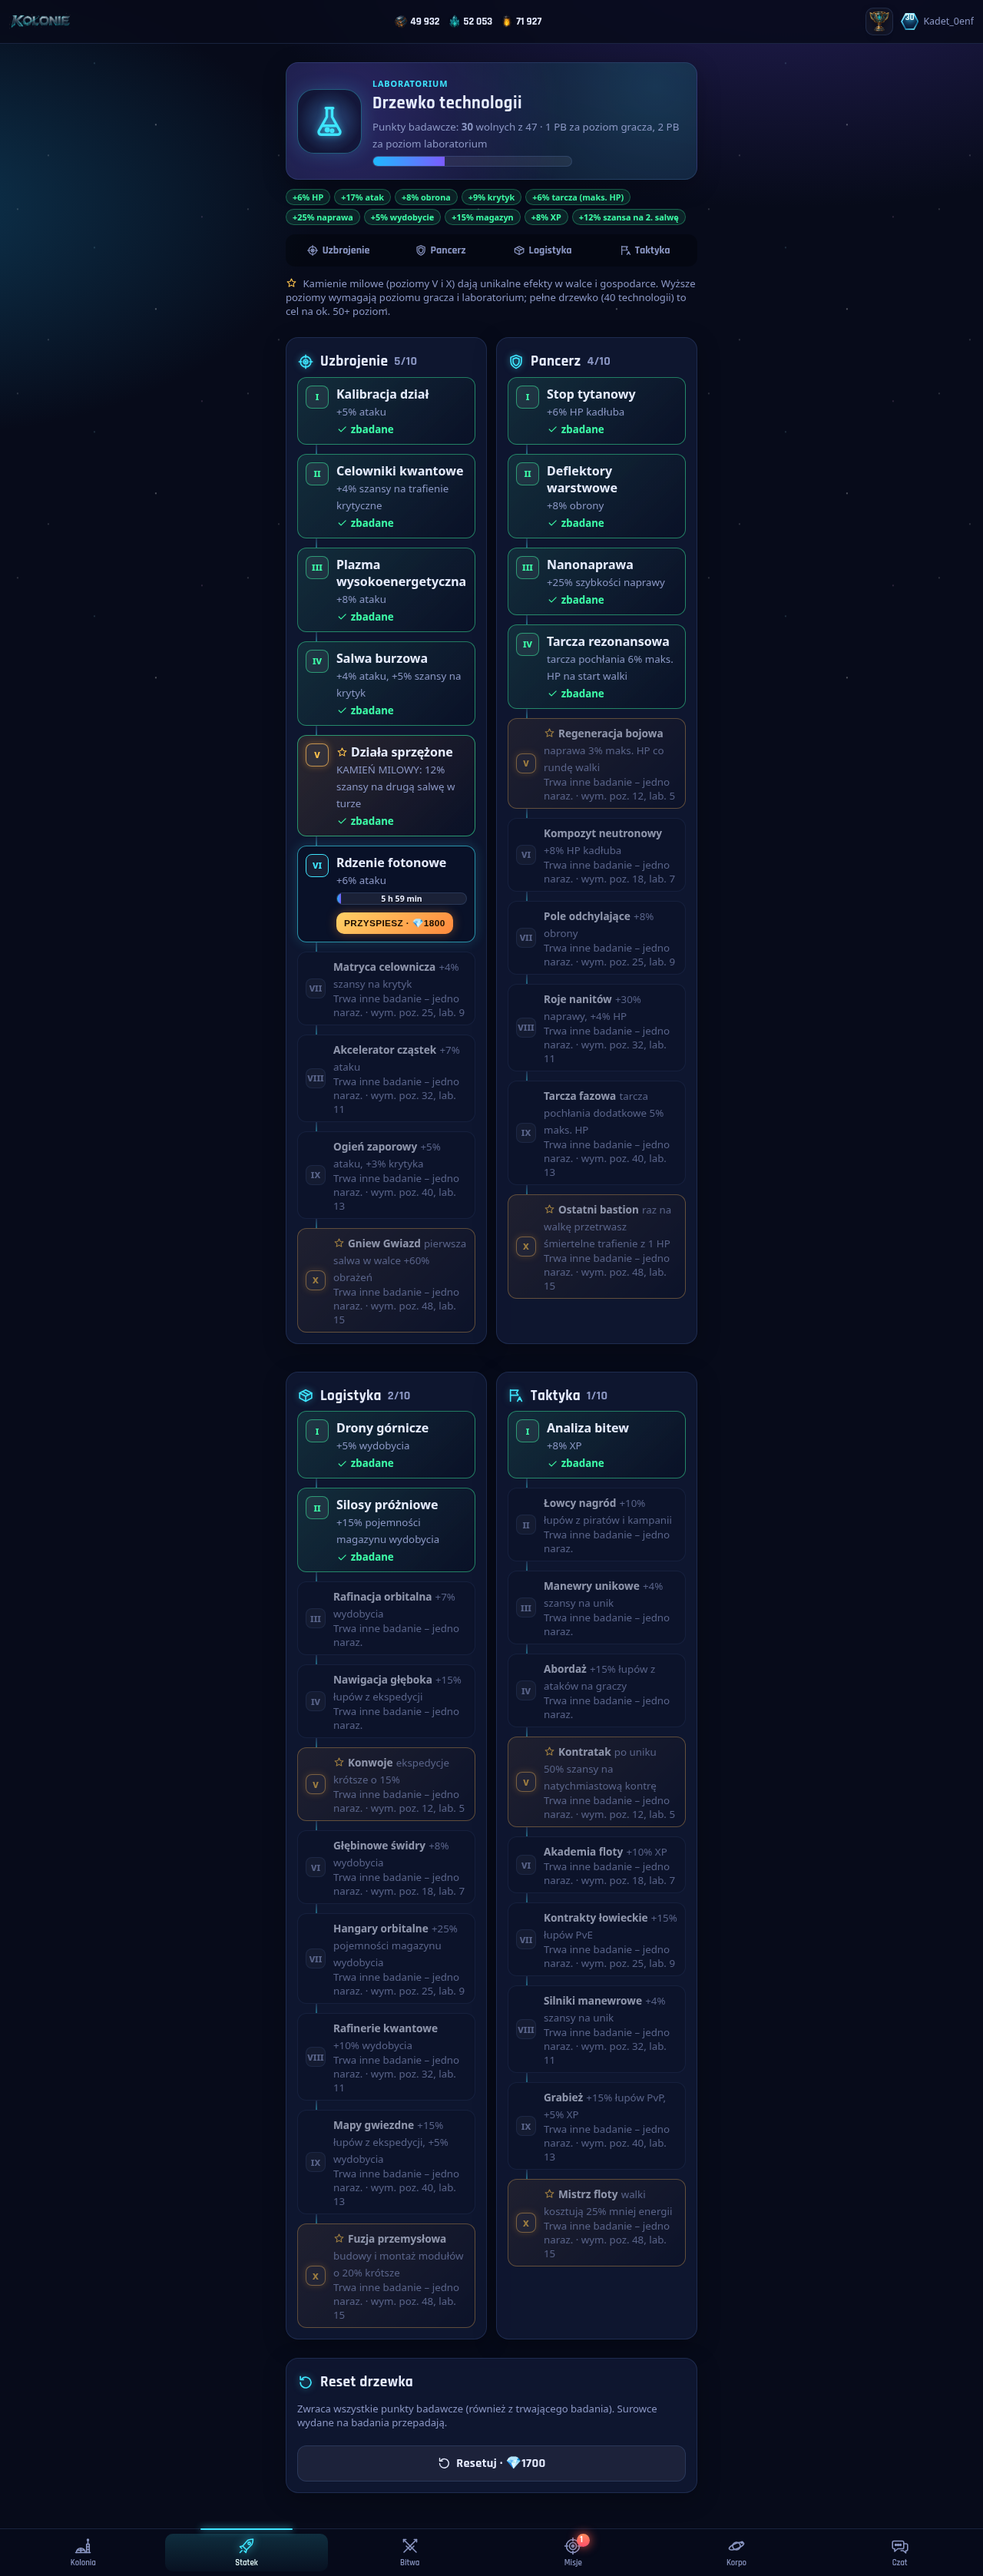 KOLONIE
49 932
52 053
71 927
30
Kadet_0enf
LABORATORIUM
Drzewko technologii
Punkty badawcze: 30 wolnych z 47 · 1 PB za poziom gracza, 2 PB
za poziom laboratorium
+6% HP
+17% atak
+8% obrona
+9% krytyk
+6% tarcza (maks. HP)
+25% naprawa
+5% wydobycie
+15% magazyn
+8% XP
+12% szansa na 2. salwę
Uzbrojenie
Pancerz
Logistyka
Taktyka
Kamienie milowe (poziomy V i X) dają unikalne efekty w walce i gospodarce. Wyższe
poziomy wymagają poziomu gracza i laboratorium; pełne drzewko (40 technologii) to
cel na ok. 50+ poziom.
Uzbrojenie 5/10
I
Kalibracja dział
+5% ataku
zbadane
II
Celowniki kwantowe
+4% szansy na trafienie
krytyczne
zbadane
III
Plazma
wysokoenergetyczna
+8% ataku
zbadane
IV
Salwa burzowa
+4% ataku, +5% szansy na
krytyk
zbadane
V
Działa sprzężone
KAMIEŃ MILOWY: 12%
szansy na drugą salwę w
turze
zbadane
VI
Rdzenie fotonowe
+6% ataku
5 h 59 min
PRZYSPIESZ · 💎1800
VII
Matryca celownicza +4%
szansy na krytyk
Trwa inne badanie – jedno
naraz. · wym. poz. 25, lab. 9
VIII
Akcelerator cząstek +7%
ataku
Trwa inne badanie – jedno
naraz. · wym. poz. 32, lab.
11
IX
Ogień zaporowy +5%
ataku, +3% krytyka
Trwa inne badanie – jedno
naraz. · wym. poz. 40, lab.
13
X
Gniew Gwiazd pierwsza
salwa w walce +60%
obrażeń
Trwa inne badanie – jedno
naraz. · wym. poz. 48, lab.
15
Pancerz 4/10
I
Stop tytanowy
+6% HP kadłuba
zbadane
II
Deflektory
warstwowe
+8% obrony
zbadane
III
Nanonaprawa
+25% szybkości naprawy
zbadane
IV
Tarcza rezonansowa
tarcza pochłania 6% maks.
HP na start walki
zbadane
V
Regeneracja bojowa
naprawa 3% maks. HP co
rundę walki
Trwa inne badanie – jedno
naraz. · wym. poz. 12, lab. 5
VI
Kompozyt neutronowy
+8% HP kadłuba
Trwa inne badanie – jedno
naraz. · wym. poz. 18, lab. 7
VII
Pole odchylające +8%
obrony
Trwa inne badanie – jedno
naraz. · wym. poz. 25, lab. 9
VIII
Roje nanitów +30%
naprawy, +4% HP
Trwa inne badanie – jedno
naraz. · wym. poz. 32, lab.
11
IX
Tarcza fazowa tarcza
pochłania dodatkowe 5%
maks. HP
Trwa inne badanie – jedno
naraz. · wym. poz. 40, lab.
13
X
Ostatni bastion raz na
walkę przetrwasz
śmiertelne trafienie z 1 HP
Trwa inne badanie – jedno
naraz. · wym. poz. 48, lab.
15
Logistyka 2/10
I
Drony górnicze
+5% wydobycia
zbadane
II
Silosy próżniowe
+15% pojemności
magazynu wydobycia
zbadane
III
Rafinacja orbitalna +7%
wydobycia
Trwa inne badanie – jedno
naraz.
IV
Nawigacja głęboka +15%
łupów z ekspedycji
Trwa inne badanie – jedno
naraz.
V
Konwoje ekspedycje
krótsze o 15%
Trwa inne badanie – jedno
naraz. · wym. poz. 12, lab. 5
VI
Głębinowe świdry +8%
wydobycia
Trwa inne badanie – jedno
naraz. · wym. poz. 18, lab. 7
VII
Hangary orbitalne +25%
pojemności magazynu
wydobycia
Trwa inne badanie – jedno
naraz. · wym. poz. 25, lab. 9
VIII
Rafinerie kwantowe
+10% wydobycia
Trwa inne badanie – jedno
naraz. · wym. poz. 32, lab.
11
IX
Mapy gwiezdne +15%
łupów z ekspedycji, +5%
wydobycia
Trwa inne badanie – jedno
naraz. · wym. poz. 40, lab.
13
X
Fuzja przemysłowa
budowy i montaż modułów
o 20% krótsze
Trwa inne badanie – jedno
naraz. · wym. poz. 48, lab.
15
Taktyka 1/10
I
Analiza bitew
+8% XP
zbadane
II
Łowcy nagród +10%
łupów z piratów i kampanii
Trwa inne badanie – jedno
naraz.
III
Manewry unikowe +4%
szansy na unik
Trwa inne badanie – jedno
naraz.
IV
Abordaż +15% łupów z
ataków na graczy
Trwa inne badanie – jedno
naraz.
V
Kontratak po uniku
50% szansy na
natychmiastową kontrę
Trwa inne badanie – jedno
naraz. · wym. poz. 12, lab. 5
VI
Akademia floty +10% XP
Trwa inne badanie – jedno
naraz. · wym. poz. 18, lab. 7
VII
Kontrakty łowieckie +15%
łupów PvE
Trwa inne badanie – jedno
naraz. · wym. poz. 25, lab. 9
VIII
Silniki manewrowe +4%
szansy na unik
Trwa inne badanie – jedno
naraz. · wym. poz. 32, lab.
11
IX
Grabież +15% łupów PvP,
+5% XP
Trwa inne badanie – jedno
naraz. · wym. poz. 40, lab.
13
X
Mistrz floty walki
kosztują 25% mniej energii
Trwa inne badanie – jedno
naraz. · wym. poz. 48, lab.
15
Reset drzewka
Zwraca wszystkie punkty badawcze (również z trwającego badania). Surowce
wydane na badania przepadają.
Resetuj · 💎1700
Kolonia
Statek
Bitwa
1
Misje
Korpo
Czat